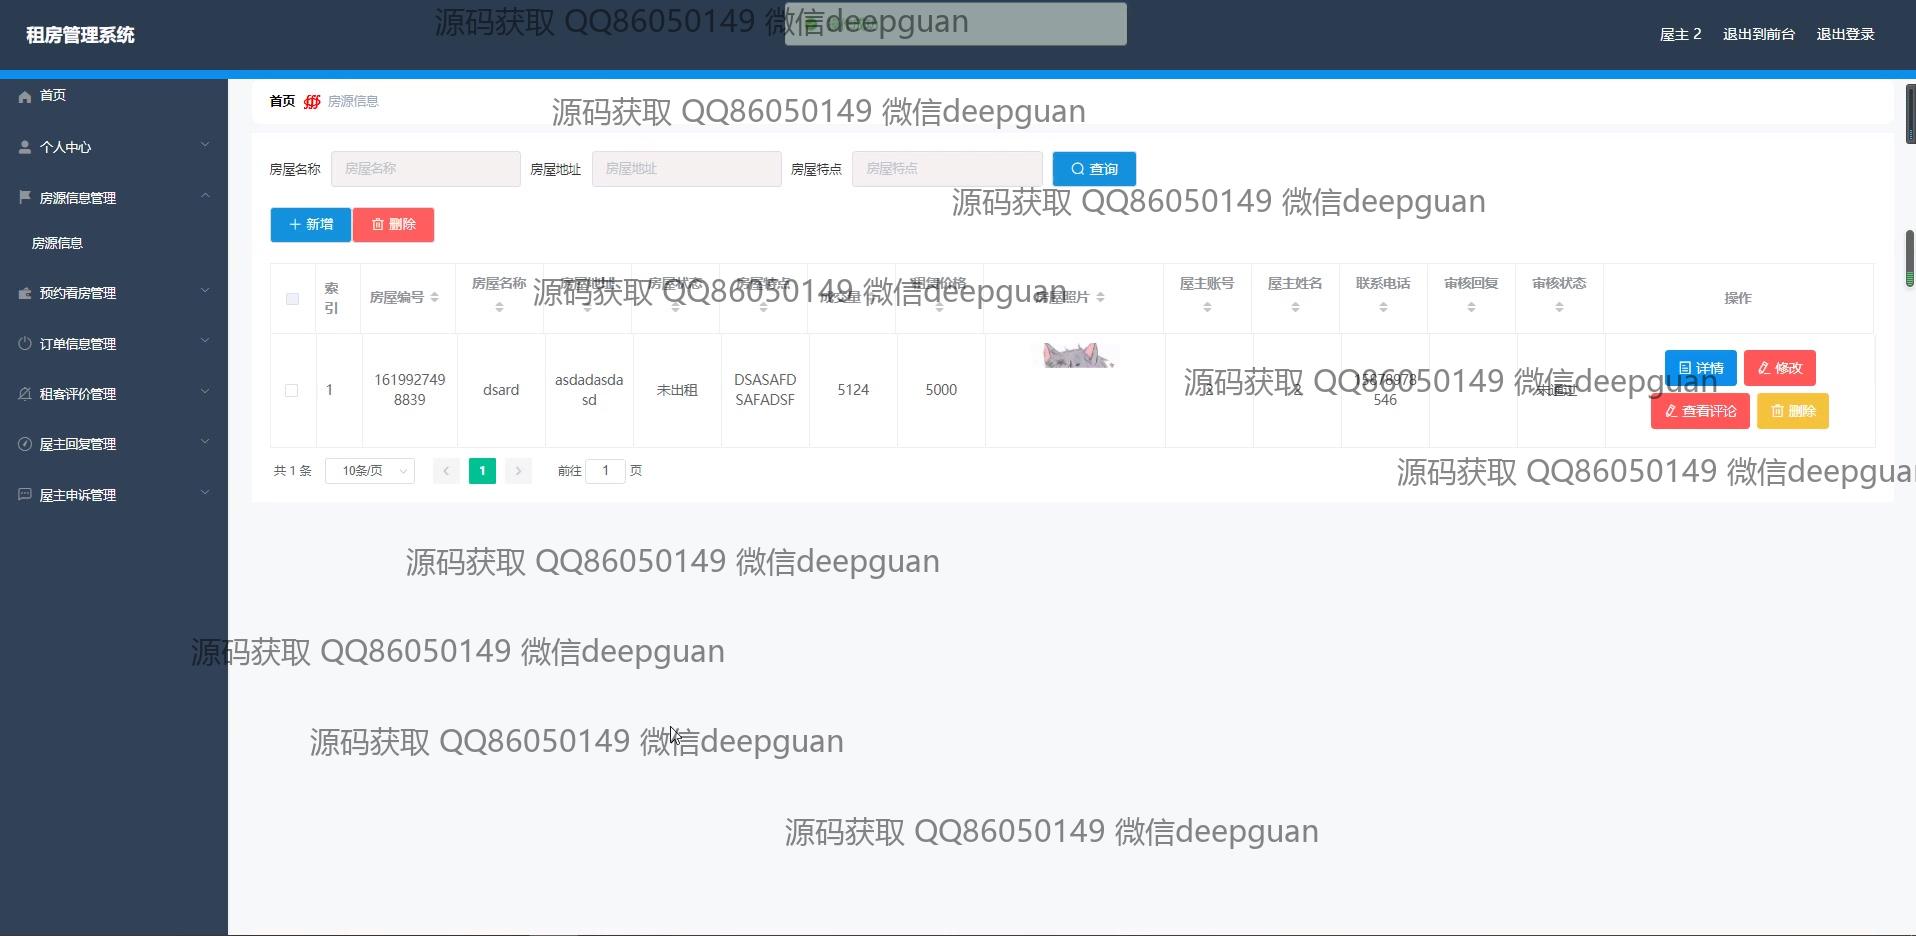 源码获取 QQ86050149 微信deepguan
租房管理系统
屋主 2 退出到前台 退出登录
首页
个人中心
房源信息管理
房源信息
预约看房管理
订单信息管理
租客评价管理
屋主回复管理
屋主申诉管理
首页 房源信息
源码获取 QQ86050149 微信deepguan
房屋名称 房屋名称 房屋地址 房屋地址 房屋特点 房屋特点 查询
源码获取 QQ86050149 微信deepguan
新增 删除
索引 房屋编号 房屋名称 房屋地址 房屋状态 房屋特点 成交量 租赁价格 房屋照片 屋主账号 屋主姓名 联系电话 审核回复 审核状态 操作
源码获取 QQ86050149 微信deepguan
1 161992749 dsard asdadasda 未出租 DSASAFD 5124 5000 2 2 15878978 未通过 详情 修改
8839 sd SAFADSF 546 查看评论 删除
源码获取 QQ86050149 微信deepguan
共 1 条 10条/页 1 前往 1 页
源码获取 QQ86050149 微信deepgua
源码获取 QQ86050149 微信deepguan
源码获取 QQ86050149 微信deepguan
源码获取 QQ86050149 微信deepguan
源码获取 QQ86050149 微信deepguan